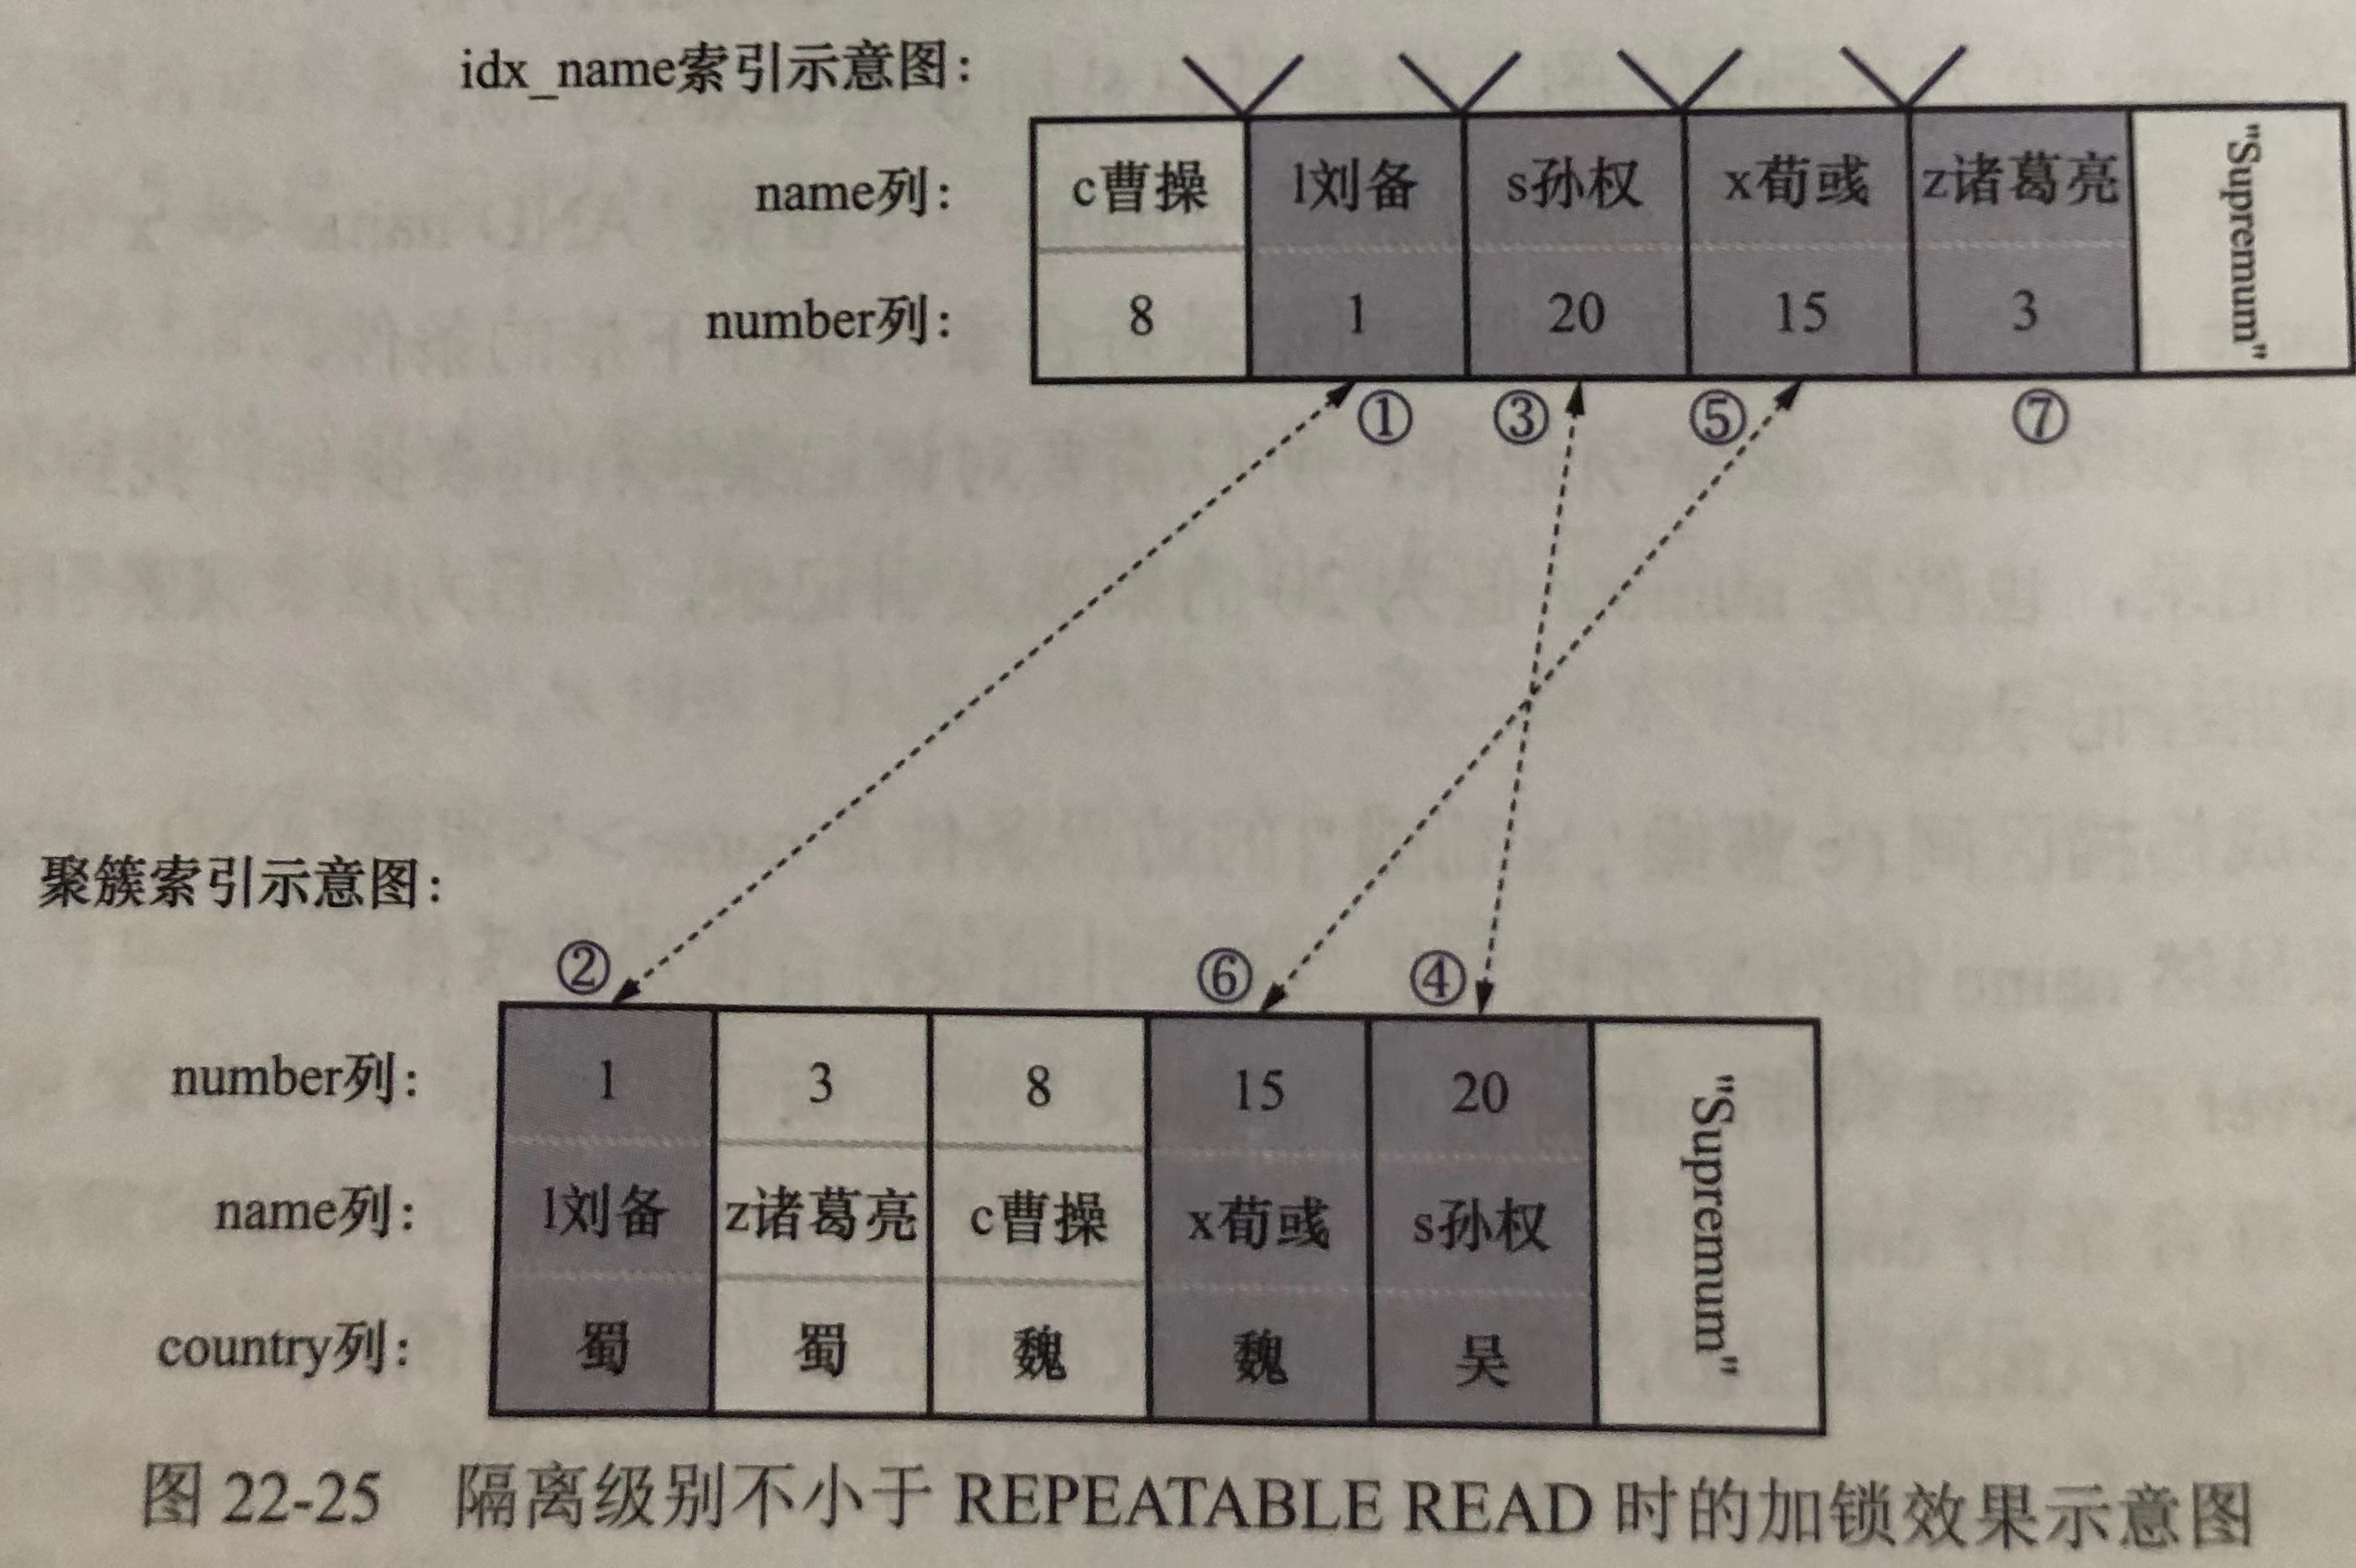 idx_name索引示意图：
name列： c曹操 l刘备 s孙权 x荀彧 z诸葛亮 "Supremum"
number列： 8 1 20 15 3
① ③ ⑤ ⑦
聚簇索引示意图：
② ⑥ ④
number列： 1 3 8 15 20 "Supremum"
name列： l刘备 z诸葛亮 c曹操 x荀彧 s孙权
country列： 蜀 蜀 魏 魏 吴
图 22-25 隔离级别不小于 REPEATABLE READ 时的加锁效果示意图